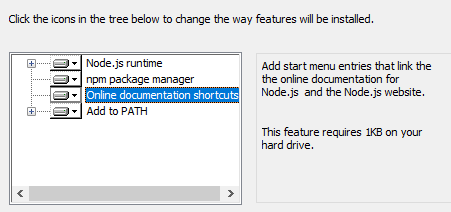 Click the icons in the tree below to change the way features will be installed.
Node.js runtime
npm package manager
Online documentation shortcuts
Add to PATH
Add start menu entries that link the
the online documentation for
Node.js  and the Node.js website.
This feature requires 1KB on your
hard drive.